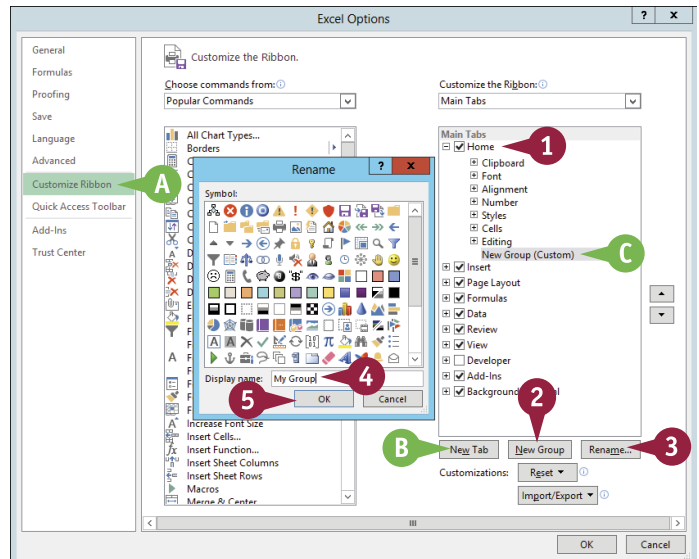 Excel Options
? x
General
Formulas
Proofing
Save
Language
Advanced
Customize Ribbon
Quick Access Toolbar
Add-Ins
Trust Center
A
Customize the Ribbon.
Choose commands from:
Popular Commands
All Chart Types...
Borders
Increase Font Size
Insert Cells...
Insert Function...
Insert Sheet Columns
Insert Sheet Rows
Macros
Merge & Center
Rename
? x
Symbol:
Display name: My Group
4
5
OK
Cancel
Customize the Ribbon:
Main Tabs
Main Tabs
Home
1
Clipboard
Font
Alignment
Number
Styles
Cells
Editing
New Group (Custom)
C
Insert
Page Layout
Formulas
Data
Review
View
Developer
Add-Ins
2
B
New Tab
New Group
Rename...
3
Customizations:
Reset
Import/Export
OK
Cancel